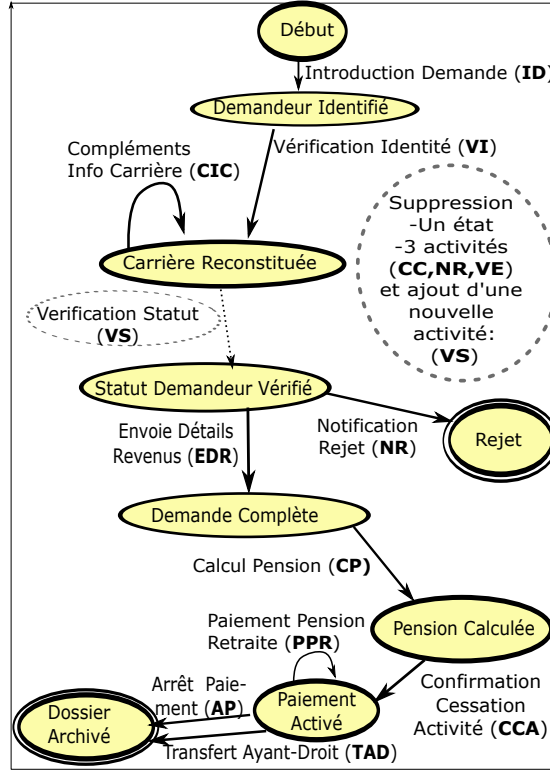 Début
Introduction Demande (ID)
Demandeur Identifié
Compléments
Info Carrière (CIC)
Vérification Identité (VI)
Suppression
-Un état
-3 activités
(CC,NR,VE)
et ajout d'une
nouvelle
activité:
(VS)
Carrière Reconstituée
Verification Statut
(VS)
Statut Demandeur Vérifié
Envoie Détails
Revenus (EDR)
Notification
Rejet (NR)
Rejet
Demande Complète
Calcul Pension (CP)
Paiement Pension
Retraite (PPR)
Pension Calculée
Arrêt Paie-
ment (AP)
Paiement
Activé
Confirmation
Cessation
Activité (CCA)
Dossier
Archivé
Transfert Ayant-Droit (TAD)